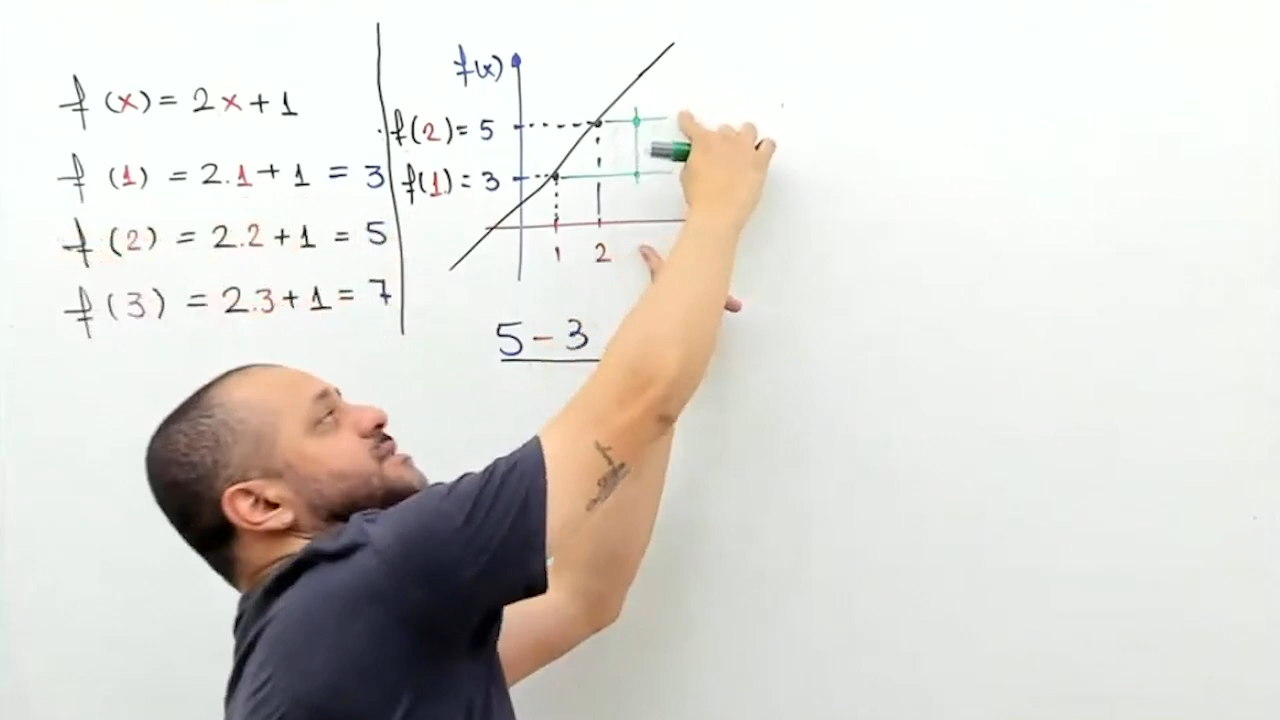 f(x) = 2x + 1
f(1) = 2.1 + 1 = 3
f(2) = 2.2 + 1 = 5
f(3) = 2.3 + 1 = 7
f(x)
f(2) = 5
f(1) = 3
1 2
5 - 3